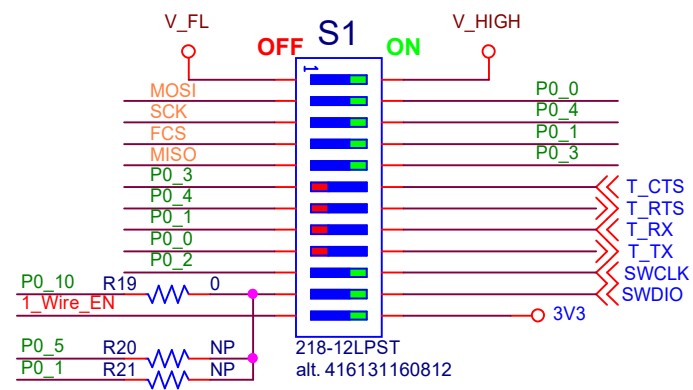 V_FL S1 V_HIGH
OFF ON
1
MOSI P0_0
SCK P0_4
FCS P0_1
MISO P0_3
P0_3 T_CTS
P0_4 T_RTS
P0_1 T_RX
P0_0 T_TX
P0_2 SWCLK
P0_10 R19 0 SWDIO
1_Wire_EN 3V3
P0_5 R20 NP 218-12LPST
P0_1 R21 NP alt. 416131160812